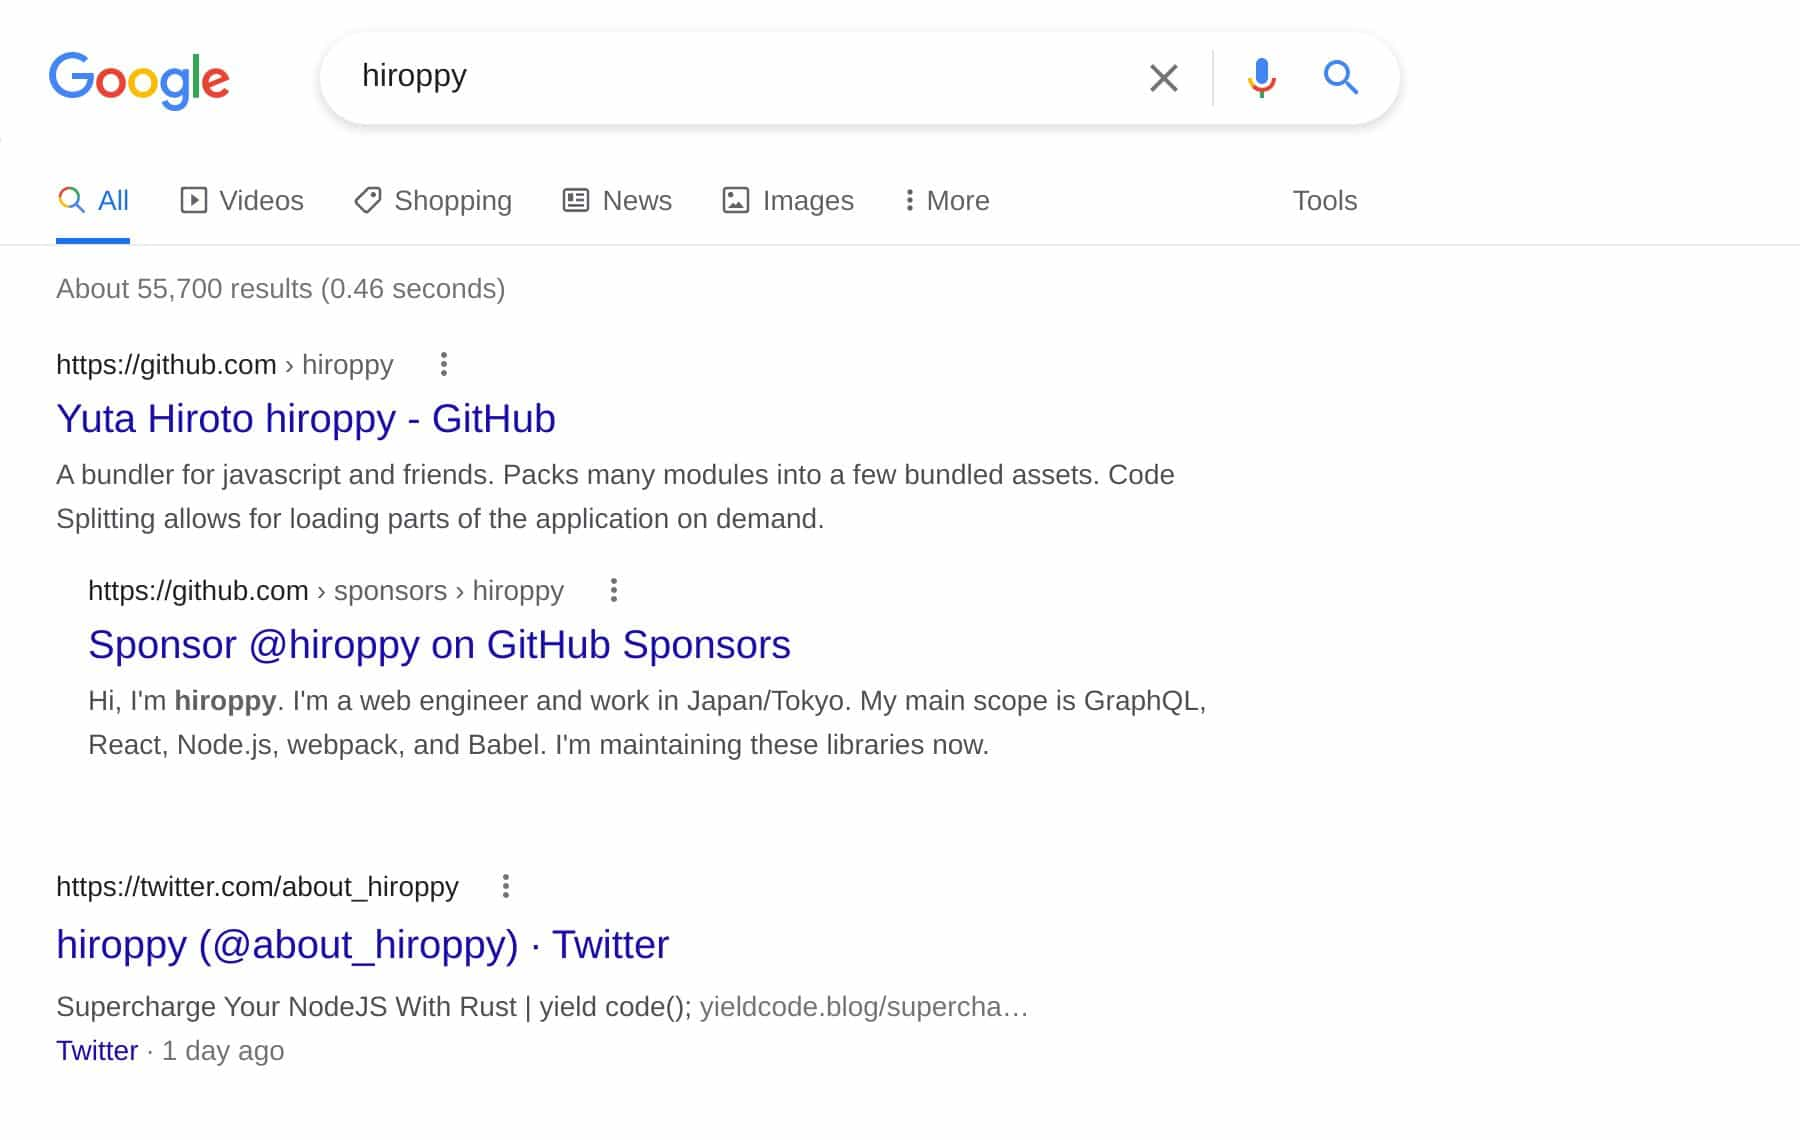 Google
hiroppy
All Videos Shopping News Images More Tools
About 55,700 results (0.46 seconds)
https://github.com › hiroppy
Yuta Hiroto hiroppy - GitHub
A bundler for javascript and friends. Packs many modules into a few bundled assets. Code
Splitting allows for loading parts of the application on demand.
https://github.com › sponsors › hiroppy
Sponsor @hiroppy on GitHub Sponsors
Hi, I'm hiroppy. I'm a web engineer and work in Japan/Tokyo. My main scope is GraphQL,
React, Node.js, webpack, and Babel. I'm maintaining these libraries now.
https://twitter.com/about_hiroppy
hiroppy (@about_hiroppy) · Twitter
Supercharge Your NodeJS With Rust | yield code(); yieldcode.blog/supercha…
Twitter · 1 day ago